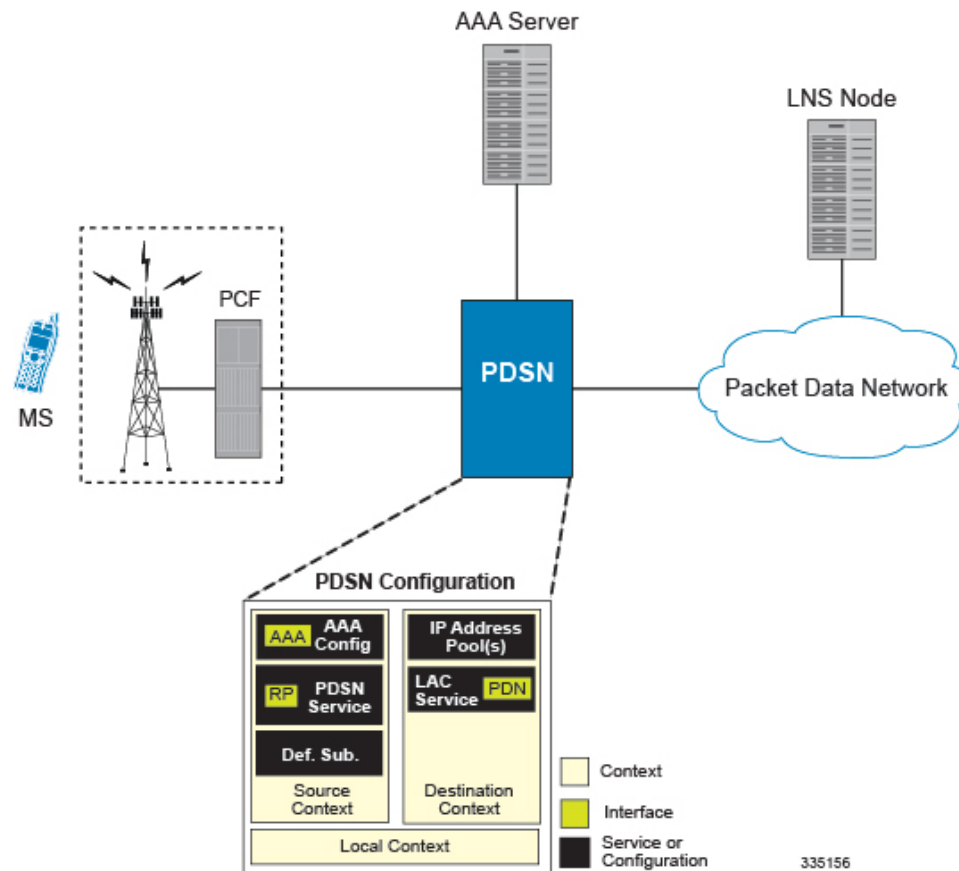 AAA Server
LNS Node
PCF
MS
PDSN
Packet Data Network
PDSN Configuration
AAA
AAA
Config
RP
PDSN
Service
Def. Sub.
Source
Context
IP Address
Pool(s)
LAC
Service
PDN
Destination
Context
Local Context
Context
Interface
Service or
Configuration
335156